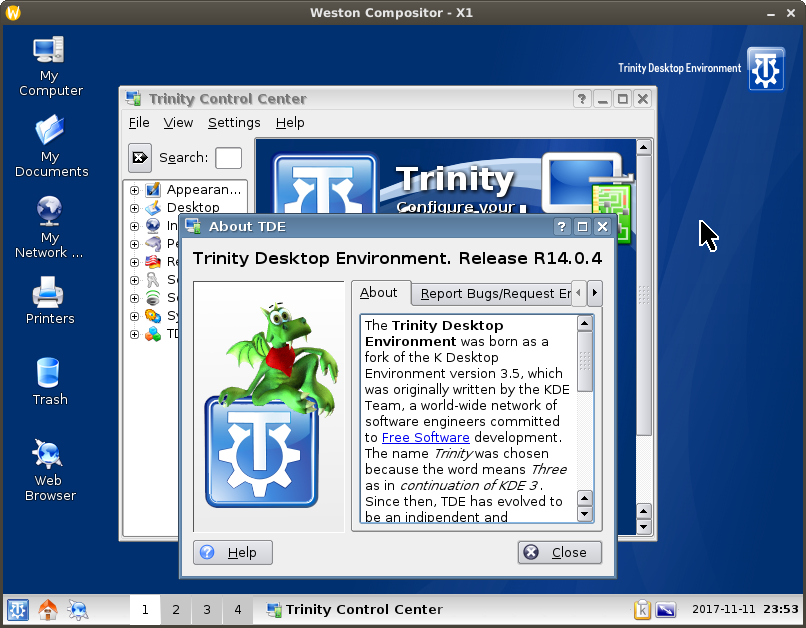 Weston Compositor - X1
My
Computer
My
Documents
My
Network ...
Printers
Trash
Web
Browser
Trinity Desktop Environment
Trinity Control Center
File View Settings Help
Search:
Appearan...
Desktop
In
Pe
Re
Se
Se
Sy
TD
Trinity
Configure your
About TDE
Trinity Desktop Environment. Release R14.0.4
About
Report Bugs/Request Er
The Trinity Desktop
Environment was born as a
fork of the K Desktop
Environment version 3.5, which
was originally written by the KDE
Team, a world-wide network of
software engineers committed
to Free Software development.
The name Trinity was chosen
because the word means Three
as in continuation of KDE 3.
Since then, TDE has evolved to
be an indipendent and
Help
Close
1 2 3 4
Trinity Control Center
2017-11-11 23:53